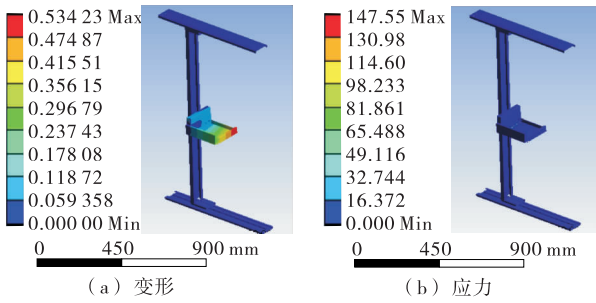 0.534 23 Max
0.474 87
0.415 51
0.356 15
0.296 79
0.237 43
0.178 08
0.118 72
0.059 358
0.000 00 Min
0 450 900 mm
(a) 变形
147.55 Max
130.98
114.60
98.233
81.861
65.488
49.116
32.744
16.372
0.000 Min
0 450 900 mm
(b) 应力